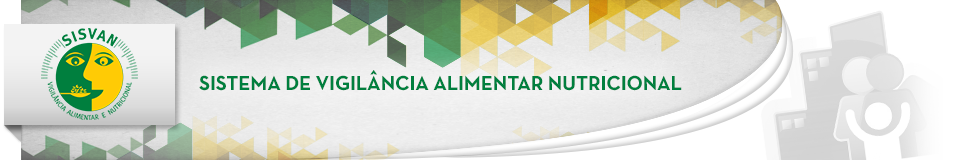 SISVAN
VIGILÂNCIA ALIMENTAR E NUTRICIONAL
SISTEMA DE VIGILÂNCIA ALIMENTAR NUTRICIONAL